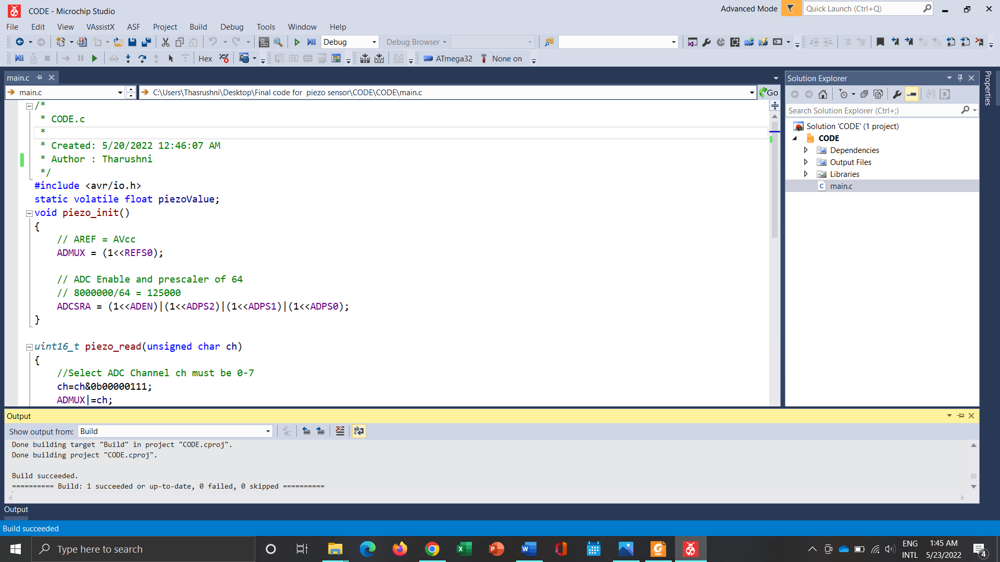 CODE - Microchip Studio
Advanced Mode
Quick Launch (Ctrl+Q)
File Edit View VAssistX ASF Project Build Debug Tools Window Help
Debug
Debug Browser
Hex
ATmega32
None on
main.c
main.c
C:\Users\Thasrushni\Desktop\Final code for  piezo sensor\CODE\CODE\main.c
Go
/*
 * CODE.c
 *
 * Created: 5/20/2022 12:46:07 AM
 * Author : Tharushni
 */
#include <avr/io.h>
static volatile float piezoValue;
void piezo_init()
{
    // AREF = AVcc
    ADMUX = (1<<REFS0);
    // ADC Enable and prescaler of 64
    // 8000000/64 = 125000
    ADCSRA = (1<<ADEN)|(1<<ADPS2)|(1<<ADPS1)|(1<<ADPS0);
}
uint16_t piezo_read(unsigned char ch)
{
    //Select ADC Channel ch must be 0-7
    ch=ch&0b00000111;
    ADMUX|=ch;
Solution Explorer
Search Solution Explorer (Ctrl+;)
Solution 'CODE' (1 project)
CODE
Dependencies
Output Files
Libraries
main.c
Properties
Output
Show output from: Build
Done building target "Build" in project "CODE.cproj".
Done building project "CODE.cproj".
Build succeeded.
========== Build: 1 succeeded or up-to-date, 0 failed, 0 skipped ==========
Output
Build succeeded
Type here to search
ENG
INTL
1:45 AM
5/23/2022
4